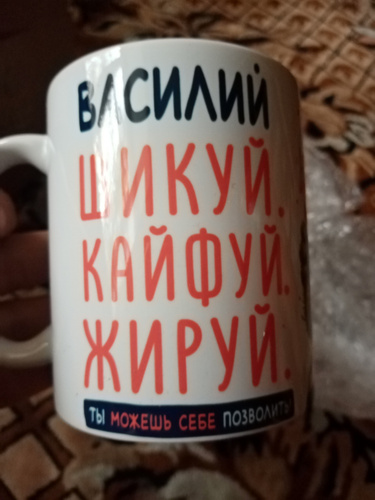 ВАСИЛИЙ
ШИКУЙ.
КАЙФУЙ.
ЖИРУЙ.
ТЫ МОЖЕШЬ СЕБЕ ПОЗВОЛИТЬ!